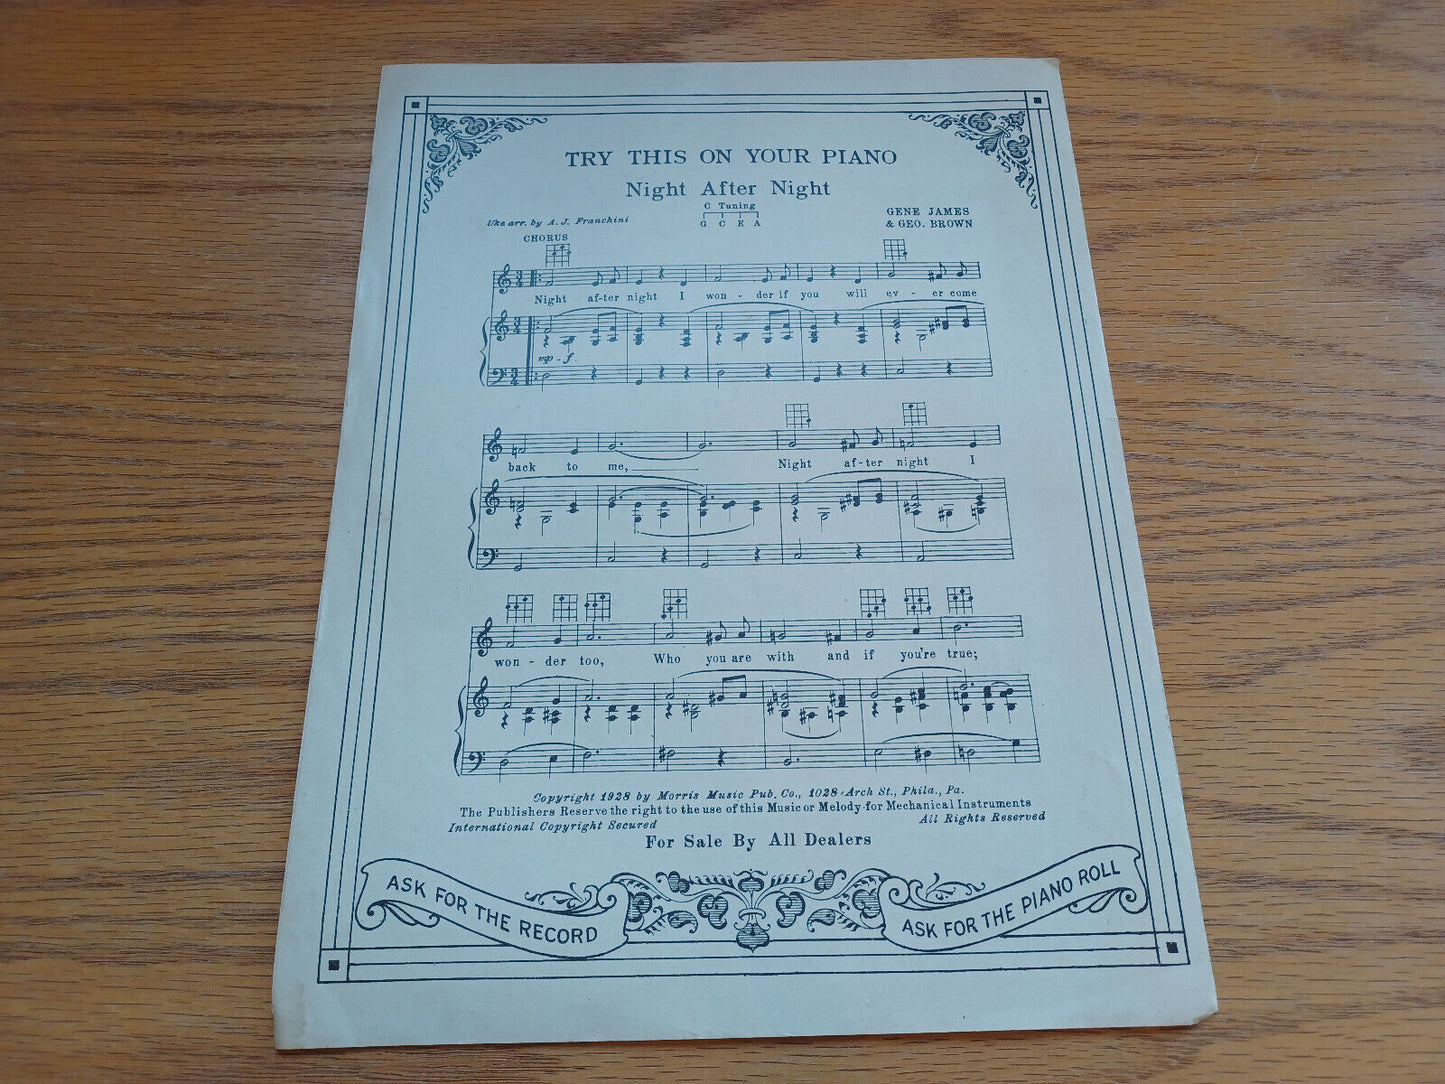 TRY THIS ON YOUR PIANO
Night After Night
C Tuning
G C E A
Uke arr. by A. J. Franchini
GENE JAMES
& GEO. BROWN
CHORUS
Night af-ter night I won - der if you will ev - er come
mp - f
back to me, Night af-ter night I
won - der too, Who you are with and if you're true;
Copyright 1928 by Morris Music Pub. Co., 1028 Arch St., Phila., Pa.
The Publishers Reserve the right to the use of this Music or Melody for Mechanical Instruments
International Copyright Secured All Rights Reserved
For Sale By All Dealers
ASK FOR THE RECORD
ASK FOR THE PIANO ROLL